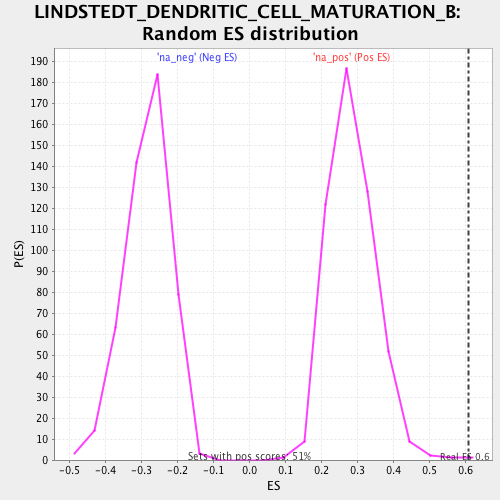 LINDSTEDT_DENDRITIC_CELL_MATURATION_B:
Random ES distribution
'na_neg' (Neg ES)
'na_pos' (Pos ES)
190
180
170
160
150
140
130
120
110
100
90
80
70
60
50
40
30
20
10
0
P(ES)
Sets with pos scores: 51%
Real ES 0.6
-0.5 -0.4 -0.3 -0.2 -0.1 0.0 0.1 0.2 0.3 0.4 0.5 0.6
ES